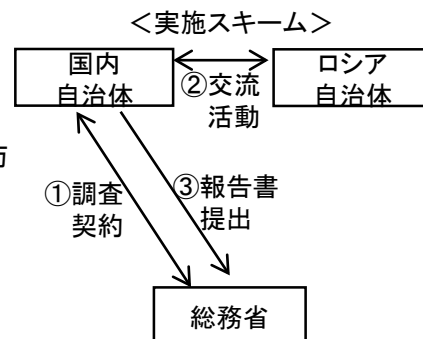 ＜実施スキーム＞
国内
自治体
②交流
活動
ロシア
自治体
①調査
契約
③報告書
提出
総務省